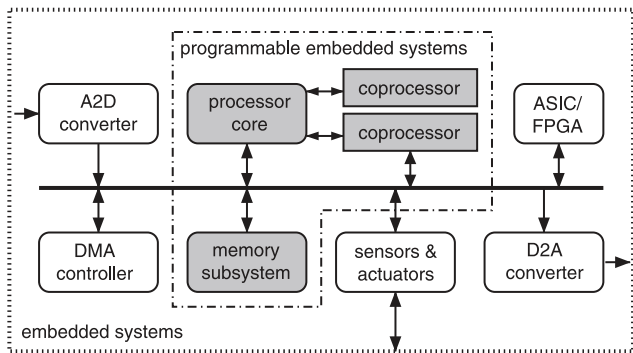 programmable embedded systems
A2D
converter
processor
core
coprocessor
coprocessor
ASIC/
FPGA
DMA
controller
memory
subsystem
sensors &
actuators
D2A
converter
embedded systems